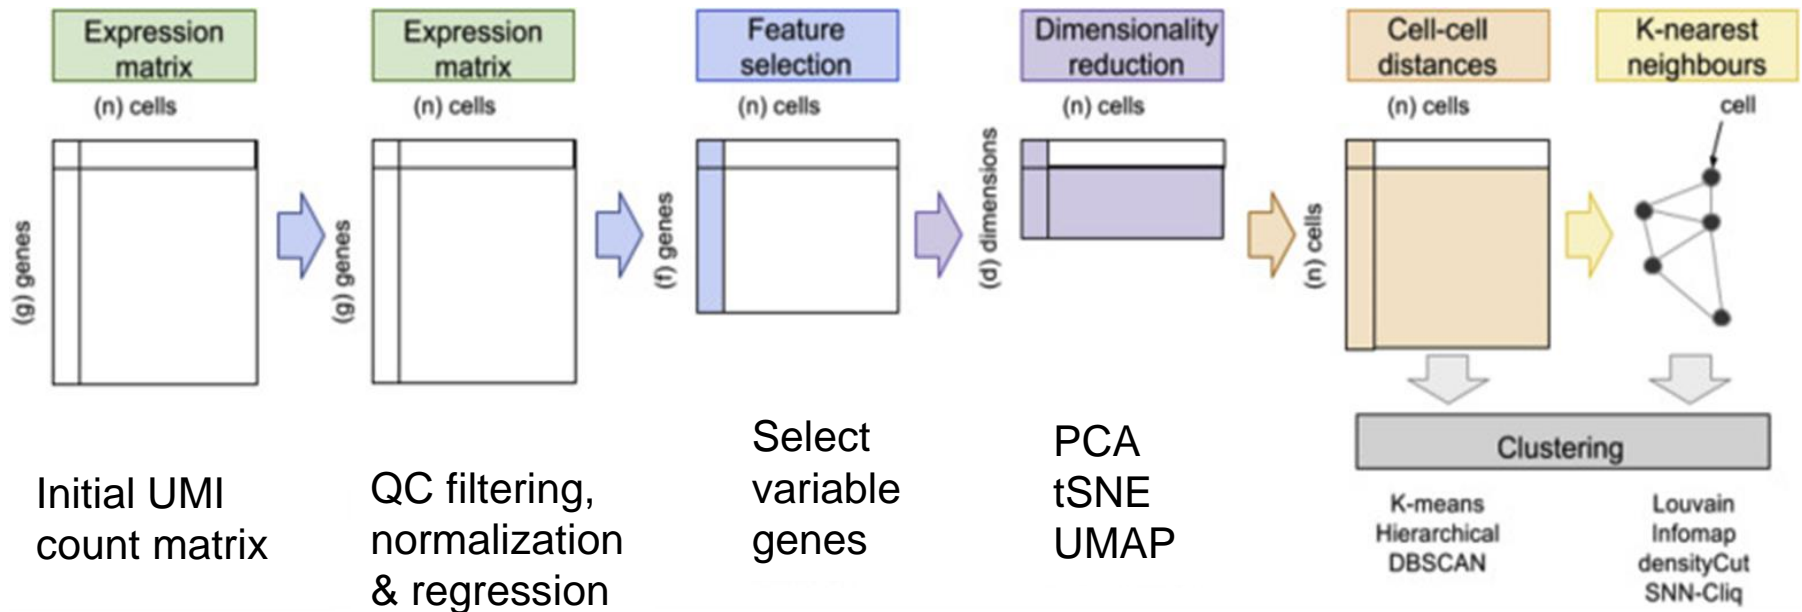 Expression
matrix
(n) cells
(g) genes
Initial UMI
count matrix
Expression
matrix
(n) cells
(g) genes
QC filtering,
normalization
& regression
Feature
selection
(n) cells
(f) genes
Select
variable
genes
Dimensionality
reduction
(n) cells
(d) dimensions
PCA
tSNE
UMAP
Cell-cell
distances
(n) cells
(n) cells
K-nearest
neighbours
cell
Clustering
K-means
Hierarchical
DBSCAN
Louvain
Infomap
densityCut
SNN-Cliq